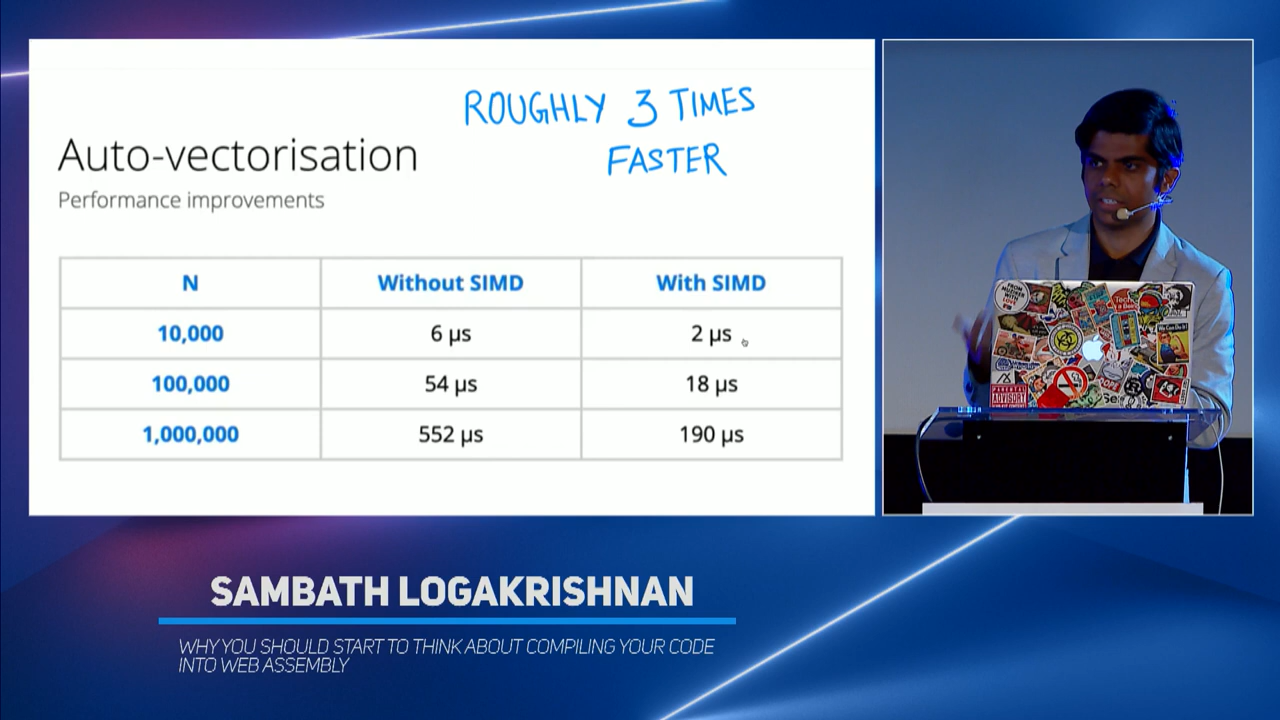 ROUGHLY 3 TIMES
FASTER
Auto-vectorisation
Performance improvements
N Without SIMD With SIMD
10,000 6 µs 2 µs
100,000 54 µs 18 µs
1,000,000 552 µs 190 µs
SAMBATH LOGAKRISHNAN
WHY YOU SHOULD START TO THINK ABOUT COMPILING YOUR CODE
INTO WEB ASSEMBLY
PARENTAL
ADVISORY